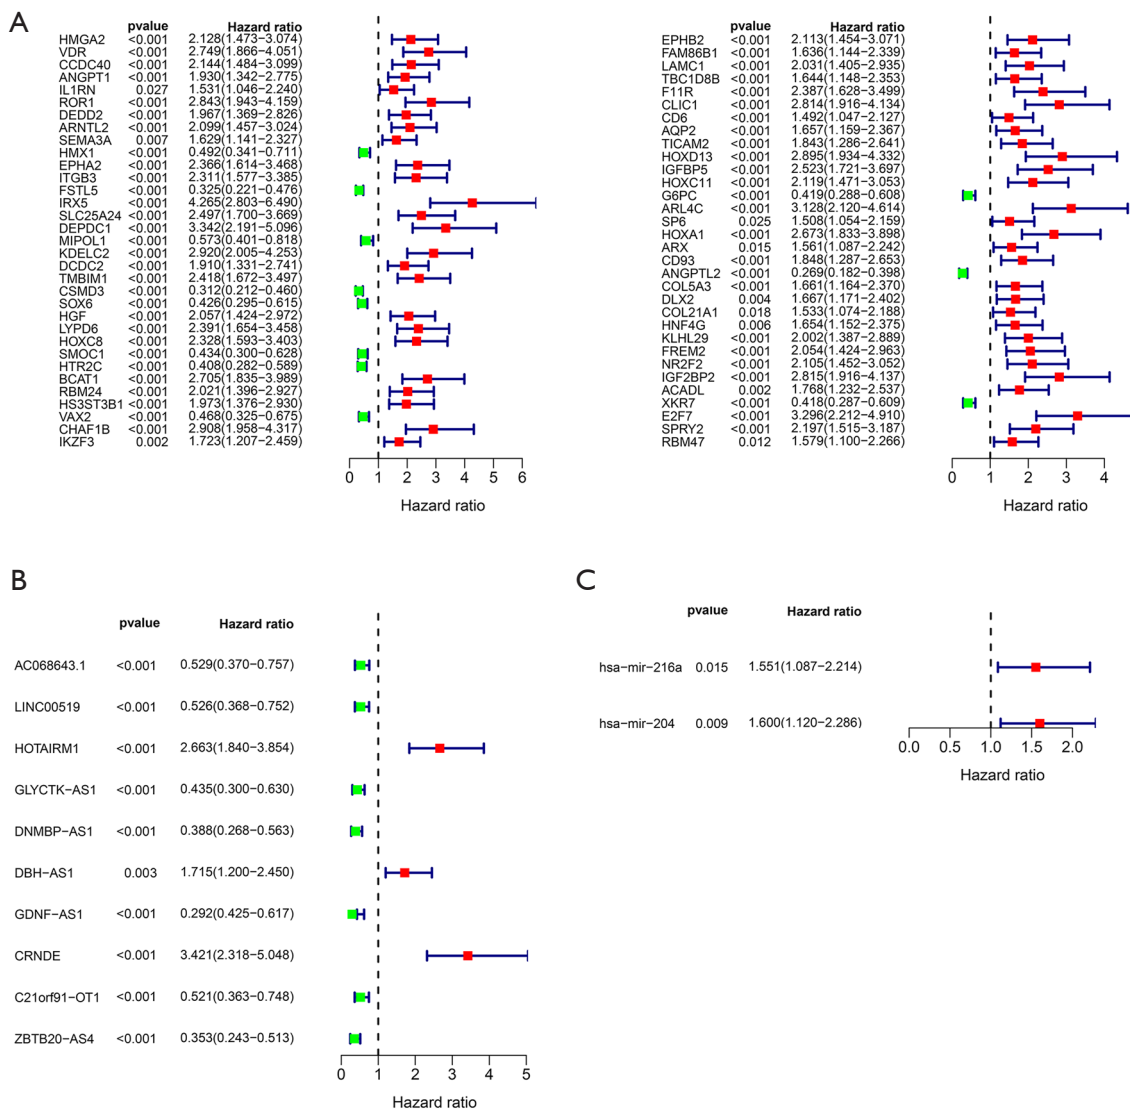 A
pvalue Hazard ratio
HMGA2 <0.001 2.128(1.473−3.074)
VDR <0.001 2.749(1.866−4.051)
CCDC40 <0.001 2.144(1.484−3.099)
ANGPT1 <0.001 1.930(1.342−2.775)
IL1RN 0.027 1.531(1.046−2.240)
ROR1 <0.001 2.843(1.943−4.159)
DEDD2 <0.001 1.967(1.369−2.826)
ARNTL2 <0.001 2.099(1.457−3.024)
SEMA3A 0.007 1.629(1.141−2.327)
HMX1 <0.001 0.492(0.341−0.711)
EPHA2 <0.001 2.366(1.614−3.468)
ITGB3 <0.001 2.311(1.577−3.385)
FSTL5 <0.001 0.325(0.221−0.476)
IRX5 <0.001 4.265(2.803−6.490)
SLC25A24 <0.001 2.497(1.700−3.669)
DEPDC1 <0.001 3.342(2.191−5.096)
MIPOL1 <0.001 0.573(0.401−0.818)
KDELC2 <0.001 2.920(2.005−4.253)
DCDC2 <0.001 1.910(1.331−2.741)
TMBIM1 <0.001 2.418(1.672−3.497)
CSMD3 <0.001 0.312(0.212−0.460)
SOX6 <0.001 0.426(0.295−0.615)
HGF <0.001 2.057(1.424−2.972)
LYPD6 <0.001 2.391(1.654−3.458)
HOXC8 <0.001 2.328(1.593−3.403)
SMOC1 <0.001 0.434(0.300−0.628)
HTR2C <0.001 0.408(0.282−0.589)
BCAT1 <0.001 2.705(1.835−3.989)
RBM24 <0.001 2.021(1.396−2.927)
HS3ST3B1 <0.001 1.973(1.376−2.930)
VAX2 <0.001 0.468(0.325−0.675)
CHAF1B <0.001 2.908(1.958−4.317)
IKZF3 0.002 1.723(1.207−2.459)
0 1 2 3 4 5 6
Hazard ratio
pvalue Hazard ratio
EPHB2 <0.001 2.113(1.454−3.071)
FAM86B1 <0.001 1.636(1.144−2.339)
LAMC1 <0.001 2.031(1.405−2.935)
TBC1D8B <0.001 1.644(1.148−2.353)
F11R <0.001 2.387(1.628−3.499)
CLIC1 <0.001 2.814(1.916−4.134)
CD6 <0.001 1.492(1.047−2.127)
AQP2 <0.001 1.657(1.159−2.367)
TICAM2 <0.001 1.843(1.286−2.641)
HOXD13 <0.001 2.895(1.934−4.332)
IGFBP5 <0.001 2.523(1.721−3.697)
HOXC11 <0.001 2.119(1.471−3.053)
G6PC <0.001 0.419(0.288−0.608)
ARL4C <0.001 3.128(2.120−4.614)
SP6 0.025 1.508(1.054−2.159)
HOXA1 <0.001 2.673(1.833−3.898)
ARX 0.015 1.561(1.087−2.242)
CD93 <0.001 1.848(1.287−2.653)
ANGPTL2 <0.001 0.269(0.182−0.398)
COL5A3 <0.001 1.661(1.164−2.370)
DLX2 0.004 1.667(1.171−2.402)
COL21A1 0.018 1.533(1.074−2.188)
HNF4G 0.006 1.654(1.152−2.375)
KLHL29 <0.001 2.002(1.387−2.889)
FREM2 <0.001 2.054(1.424−2.963)
NR2F2 <0.001 2.105(1.452−3.052)
IGF2BP2 <0.001 2.815(1.916−4.137)
ACADL 0.002 1.768(1.232−2.537)
XKR7 <0.001 0.418(0.287−0.609)
E2F7 <0.001 3.296(2.212−4.910)
SPRY2 <0.001 2.197(1.515−3.187)
RBM47 0.012 1.579(1.100−2.266)
0 1 2 3 4
Hazard ratio
B
pvalue Hazard ratio
AC068643.1 <0.001 0.529(0.370−0.757)
LINC00519 <0.001 0.526(0.368−0.752)
HOTAIRM1 <0.001 2.663(1.840−3.854)
GLYCTK−AS1 <0.001 0.435(0.300−0.630)
DNMBP−AS1 <0.001 0.388(0.268−0.563)
DBH−AS1 0.003 1.715(1.200−2.450)
GDNF−AS1 <0.001 0.292(0.425−0.617)
CRNDE <0.001 3.421(2.318−5.048)
C21orf91−OT1 <0.001 0.521(0.363−0.748)
ZBTB20−AS4 <0.001 0.353(0.243−0.513)
0 1 2 3 4 5
Hazard ratio
C
pvalue Hazard ratio
hsa−mir−216a 0.015 1.551(1.087−2.214)
hsa−mir−204 0.009 1.600(1.120−2.286)
0.0 0.5 1.0 1.5 2.0
Hazard ratio